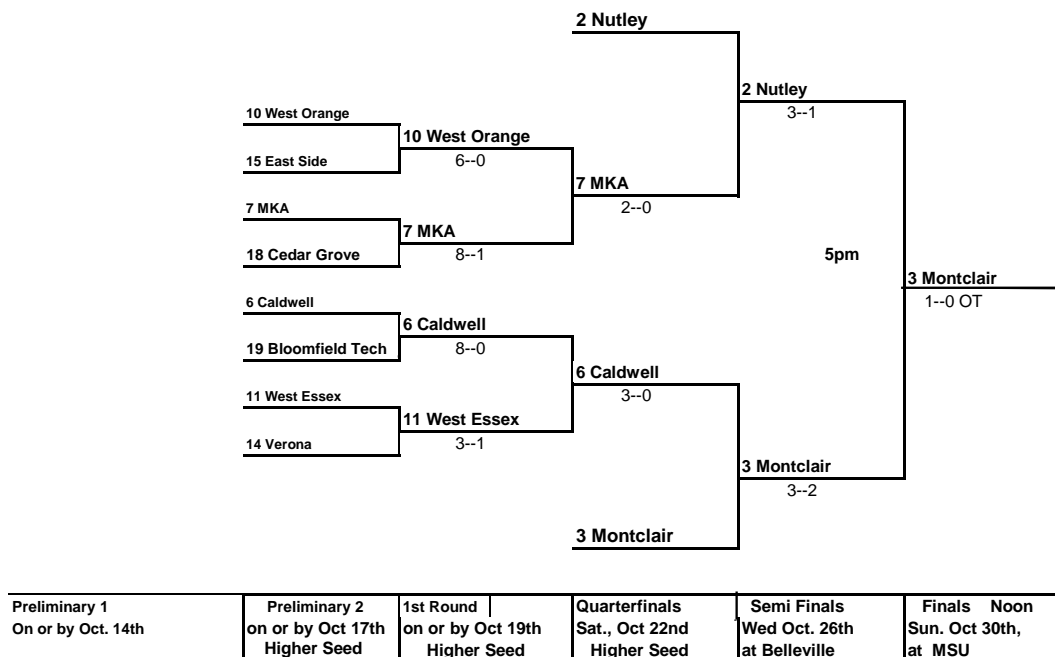 2 Nutley
2 Nutley
3--1
10 West Orange
10 West Orange
6--0
15 East Side
7 MKA
2--0
7 MKA
7 MKA
8--1
18 Cedar Grove
5pm
3 Montclair
1--0 OT
6 Caldwell
6 Caldwell
8--0
19 Bloomfield Tech
6 Caldwell
3--0
11 West Essex
11 West Essex
3--1
14 Verona
3 Montclair
3--2
3 Montclair
Preliminary 1
On or by Oct. 14th
Preliminary 2
on or by Oct 17th
Higher Seed
1st Round
on or by Oct 19th
Higher Seed
Quarterfinals
Sat., Oct 22nd
Higher Seed
Semi Finals
Wed Oct. 26th
at Belleville
Finals Noon
Sun. Oct 30th,
at MSU